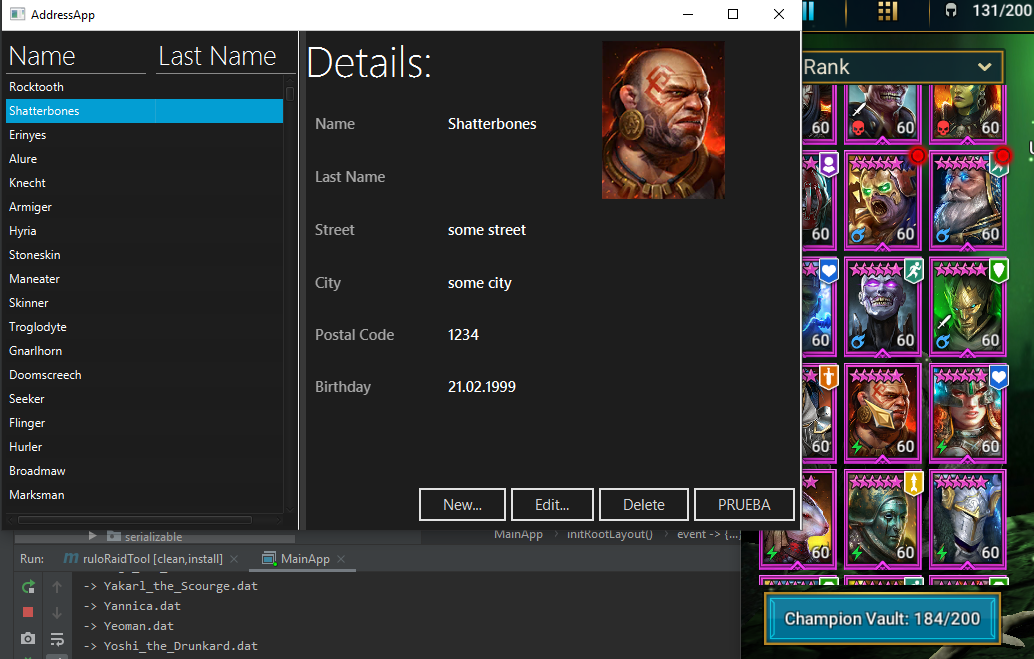 AddressApp
131/200
Name Last Name
Rocktooth
Shatterbones
Erinyes
Alure
Knecht
Armiger
Hyria
Stoneskin
Maneater
Skinner
Troglodyte
Gnarlhorn
Doomscreech
Seeker
Flinger
Hurler
Broadmaw
Marksman
Details:
Name Shatterbones
Last Name
Street some street
City some city
Postal Code 1234
Birthday 21.02.1999
New... Edit... Delete PRUEBA
Rank
60 60 60
60 60
60 60 60
60 60 60
60 60 60
Champion Vault: 184/200
serializable
MainApp initRootLayout() event -> {...}
Run: ruloRaidTool [clean,install] MainApp
-> Yakarl_the_Scourge.dat
-> Yannica.dat
-> Yeoman.dat
-> Yoshi_the_Drunkard.dat